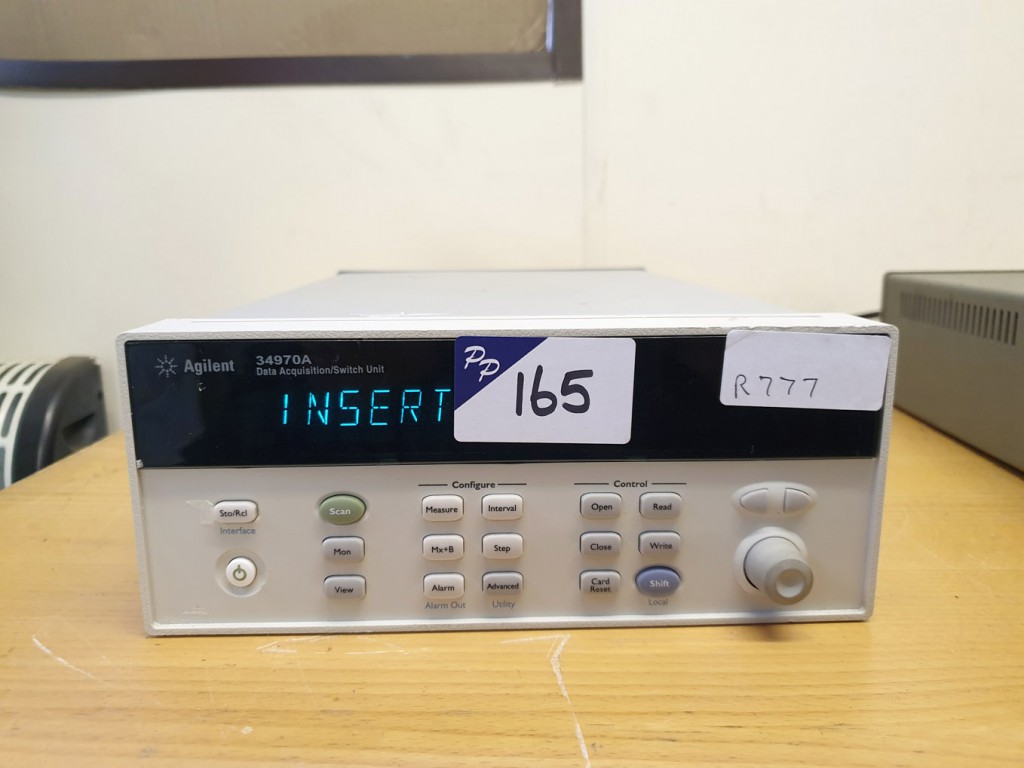 Agilent
34970A
Data Acquisition/Switch Unit
INSERT
PP
165
R777
Configure
Control
Sto/Rcl
Scan
Measure
Interval
Open
Read
Interface
Mon
Mx+B
Step
Close
Write
View
Alarm
Advanced
Card
Reset
Shift
Alarm Out
Utility
Local